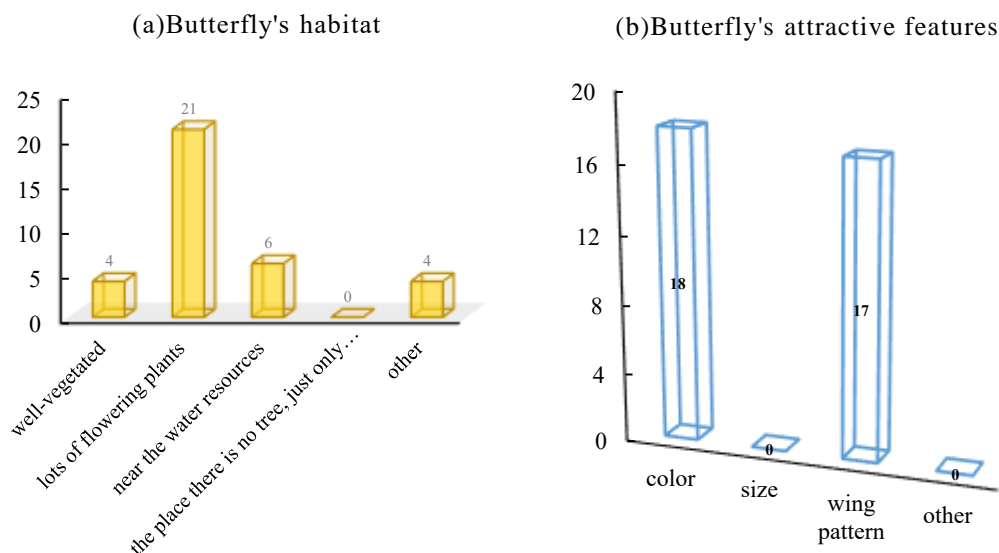 (a)Butterfly's habitat
25
20
15
10
5
0
4
21
6
0
4
well-vegetated
lots of flowering plants
near the water resources
the place there is no tree, just only…
other
(b)Butterfly's attractive features
20
16
12
8
4
0
18
0
17
0
color
size
wing
pattern
other